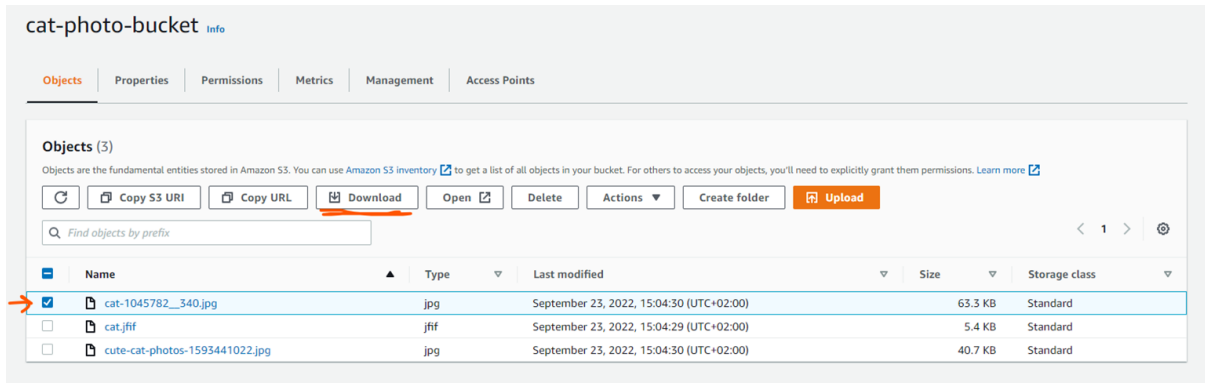 cat-photo-bucket Info
Objects Properties Permissions Metrics Management Access Points
Objects (3)
Objects are the fundamental entities stored in Amazon S3. You can use Amazon S3 inventory to get a list of all objects in your bucket. For others to access your objects, you'll need to explicitly grant them permissions. Learn more
Copy S3 URI Copy URL Download Open Delete Actions Create folder Upload
Find objects by prefix 1
Name Type Last modified Size Storage class
cat-1045782__340.jpg jpg September 23, 2022, 15:04:30 (UTC+02:00) 63.3 KB Standard
cat.jfif jfif September 23, 2022, 15:04:29 (UTC+02:00) 5.4 KB Standard
cute-cat-photos-1593441022.jpg jpg September 23, 2022, 15:04:30 (UTC+02:00) 40.7 KB Standard